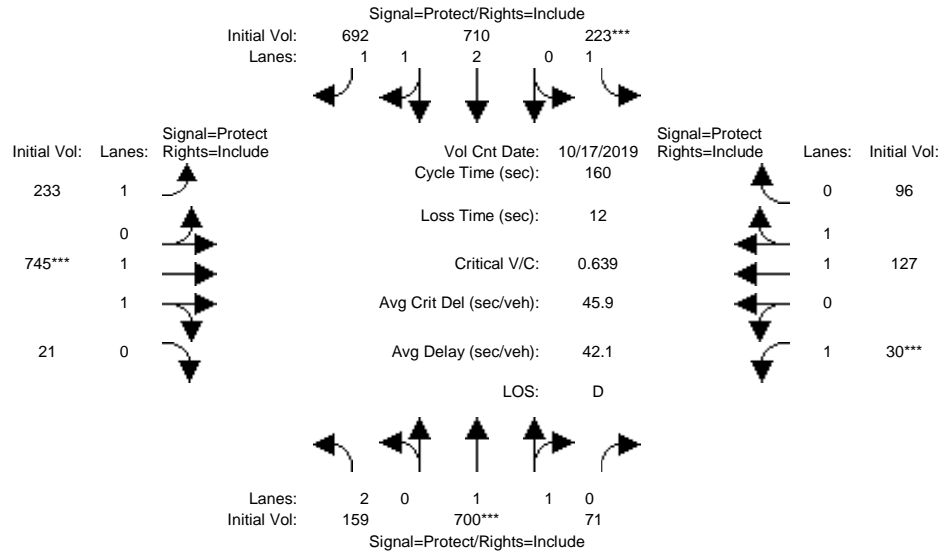 Signal=Protect/Rights=Include
Initial Vol: 692 710 223***
Lanes: 1 1 2 0 1
Signal=Protect Signal=Protect
Initial Vol: Lanes: Rights=Include Vol Cnt Date: 10/17/2019 Rights=Include Lanes: Initial Vol:
Cycle Time (sec): 160
233 1 0 96
Loss Time (sec): 12
0 1
745*** 1 Critical V/C: 0.639 1 127
1 Avg Crit Del (sec/veh): 45.9 0
21 0 Avg Delay (sec/veh): 42.1 1 30***
LOS: D
Lanes: 2 0 1 1 0
Initial Vol: 159 700*** 71
Signal=Protect/Rights=Include